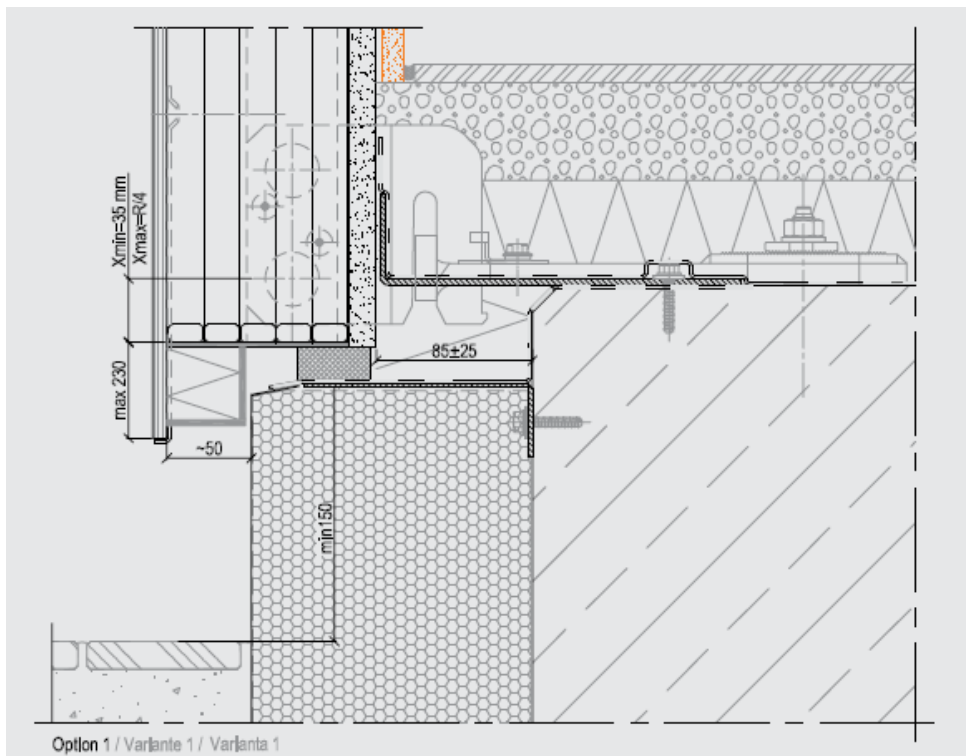 Xmin=35 mm
Xmax=R/4
max 230
85±25
~50
min150
Option 1 / Variante 1 / Varianta 1